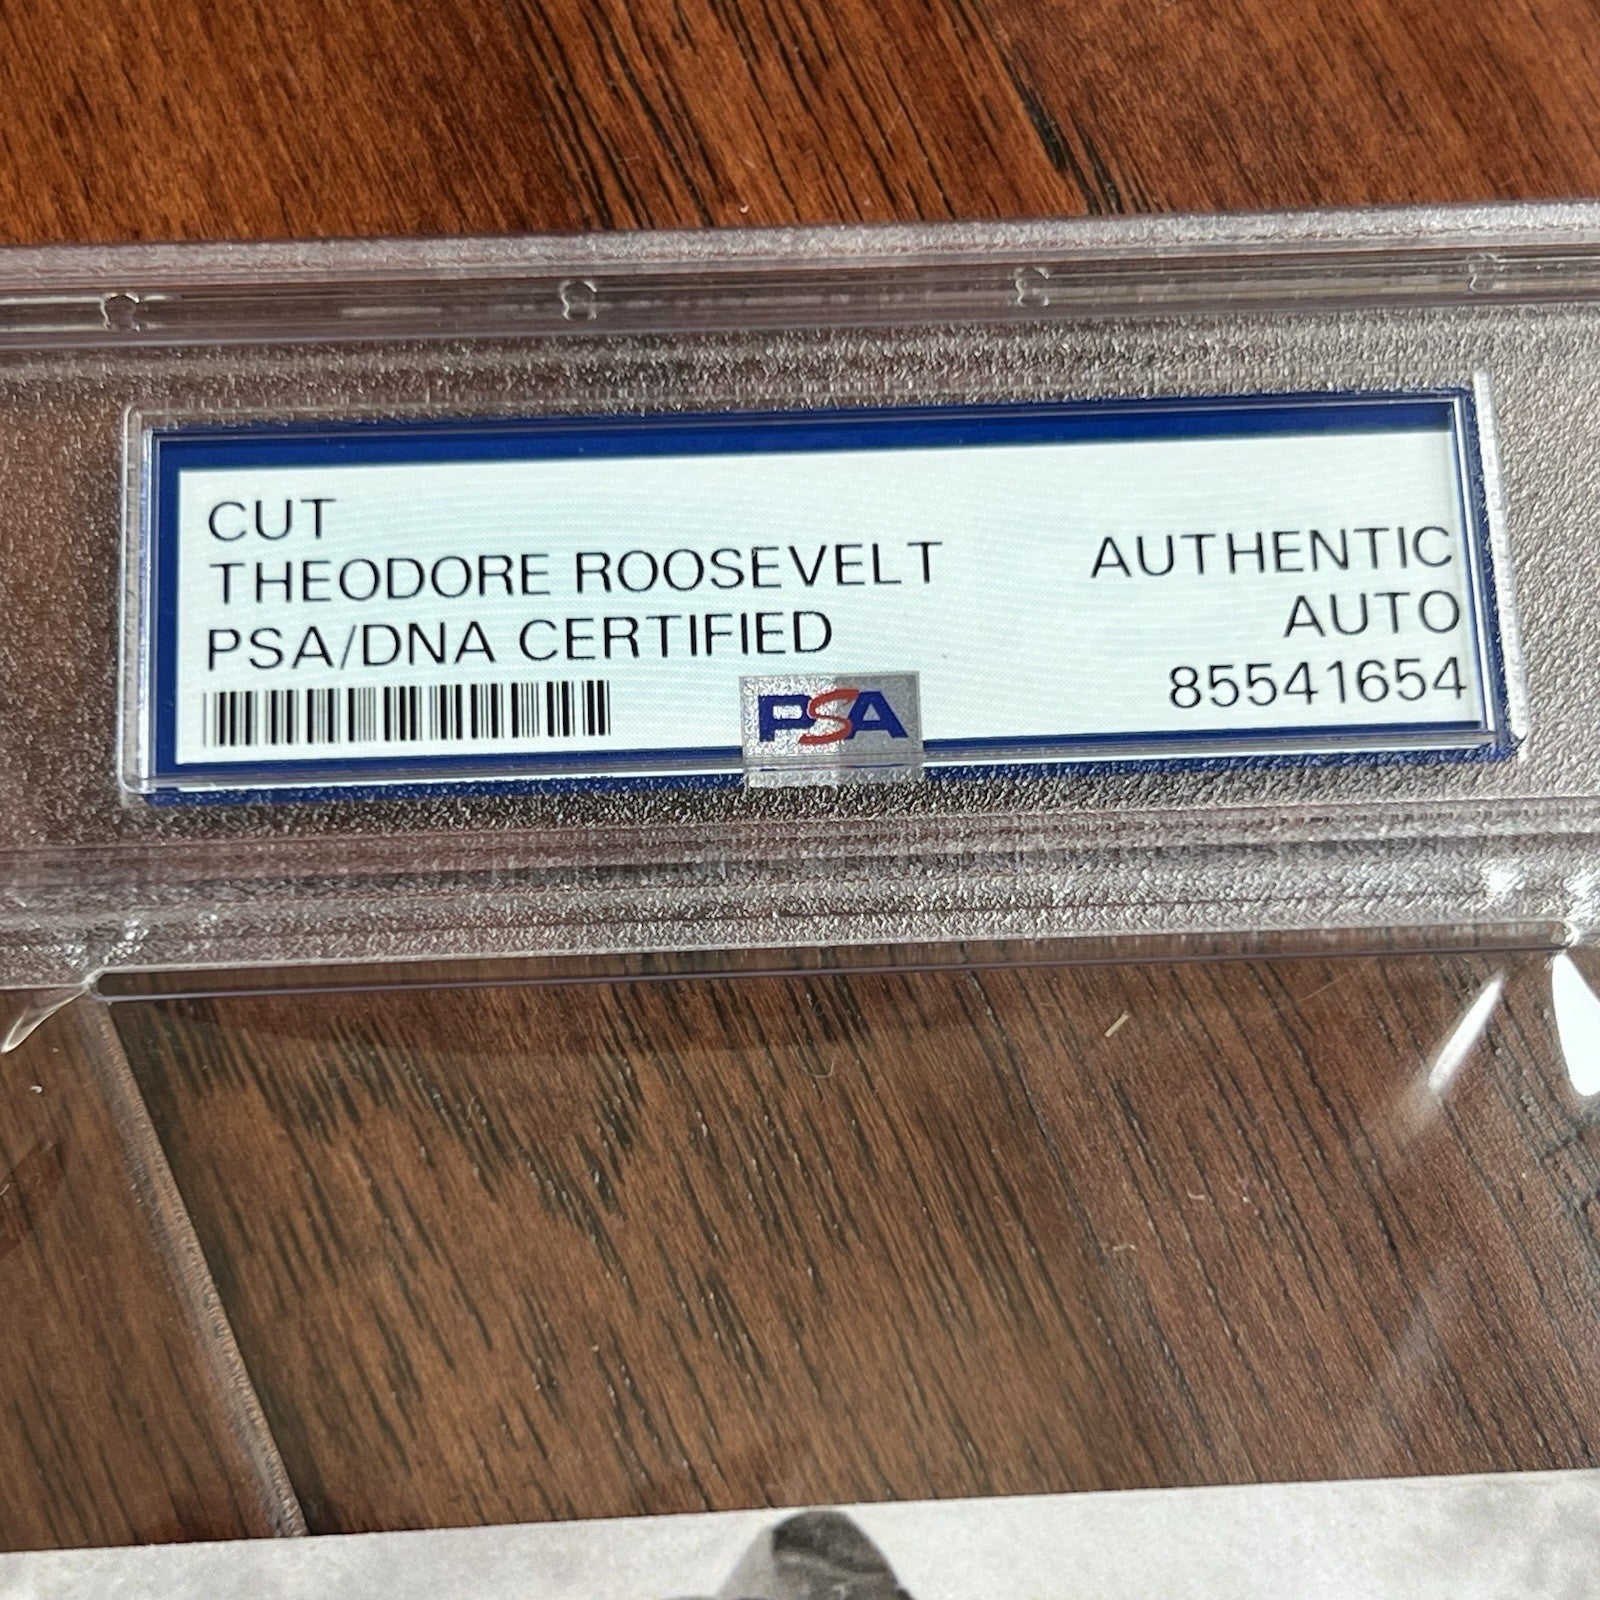 CUT
THEODORE ROOSEVELT
PSA/DNA CERTIFIED
AUTHENTIC
AUTO
85541654
PSA